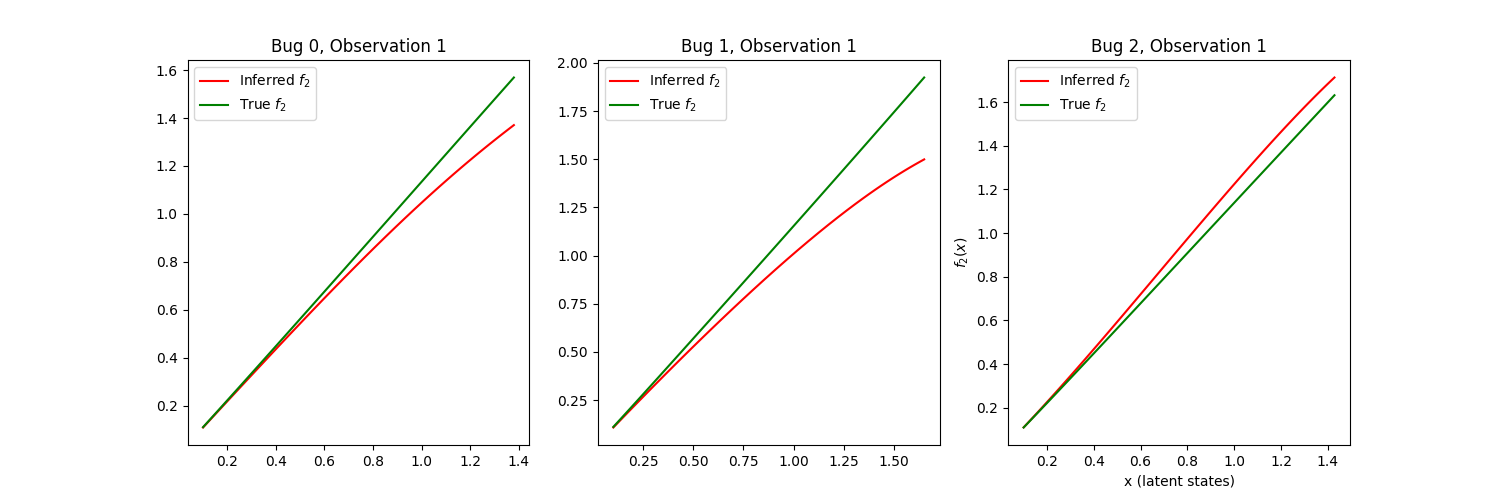 Bug 0, Observation 1
Inferred f₂
True f₂
1.6
1.4
1.2
1.0
0.8
0.6
0.4
0.2
0.2 0.4 0.6 0.8 1.0 1.2 1.4
Bug 1, Observation 1
Inferred f₂
True f₂
2.00
1.75
1.50
1.25
1.00
0.75
0.50
0.25
0.25 0.50 0.75 1.00 1.25 1.50
Bug 2, Observation 1
Inferred f₂
True f₂
f₂(x)
1.6
1.4
1.2
1.0
0.8
0.6
0.4
0.2
0.2 0.4 0.6 0.8 1.0 1.2 1.4
x (latent states)